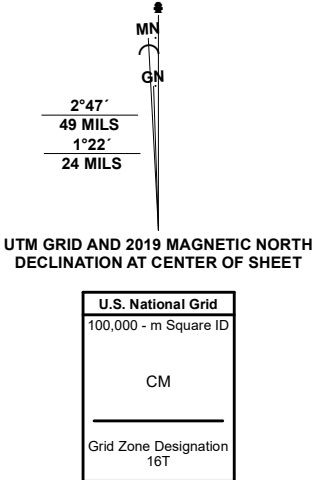 MN
GN
2°47´
49 MILS
1°22´
24 MILS
UTM GRID AND 2019 MAGNETIC NORTH
DECLINATION AT CENTER OF SHEET
U.S. National Grid
100,000 - m Square ID
CM
Grid Zone Designation
16T